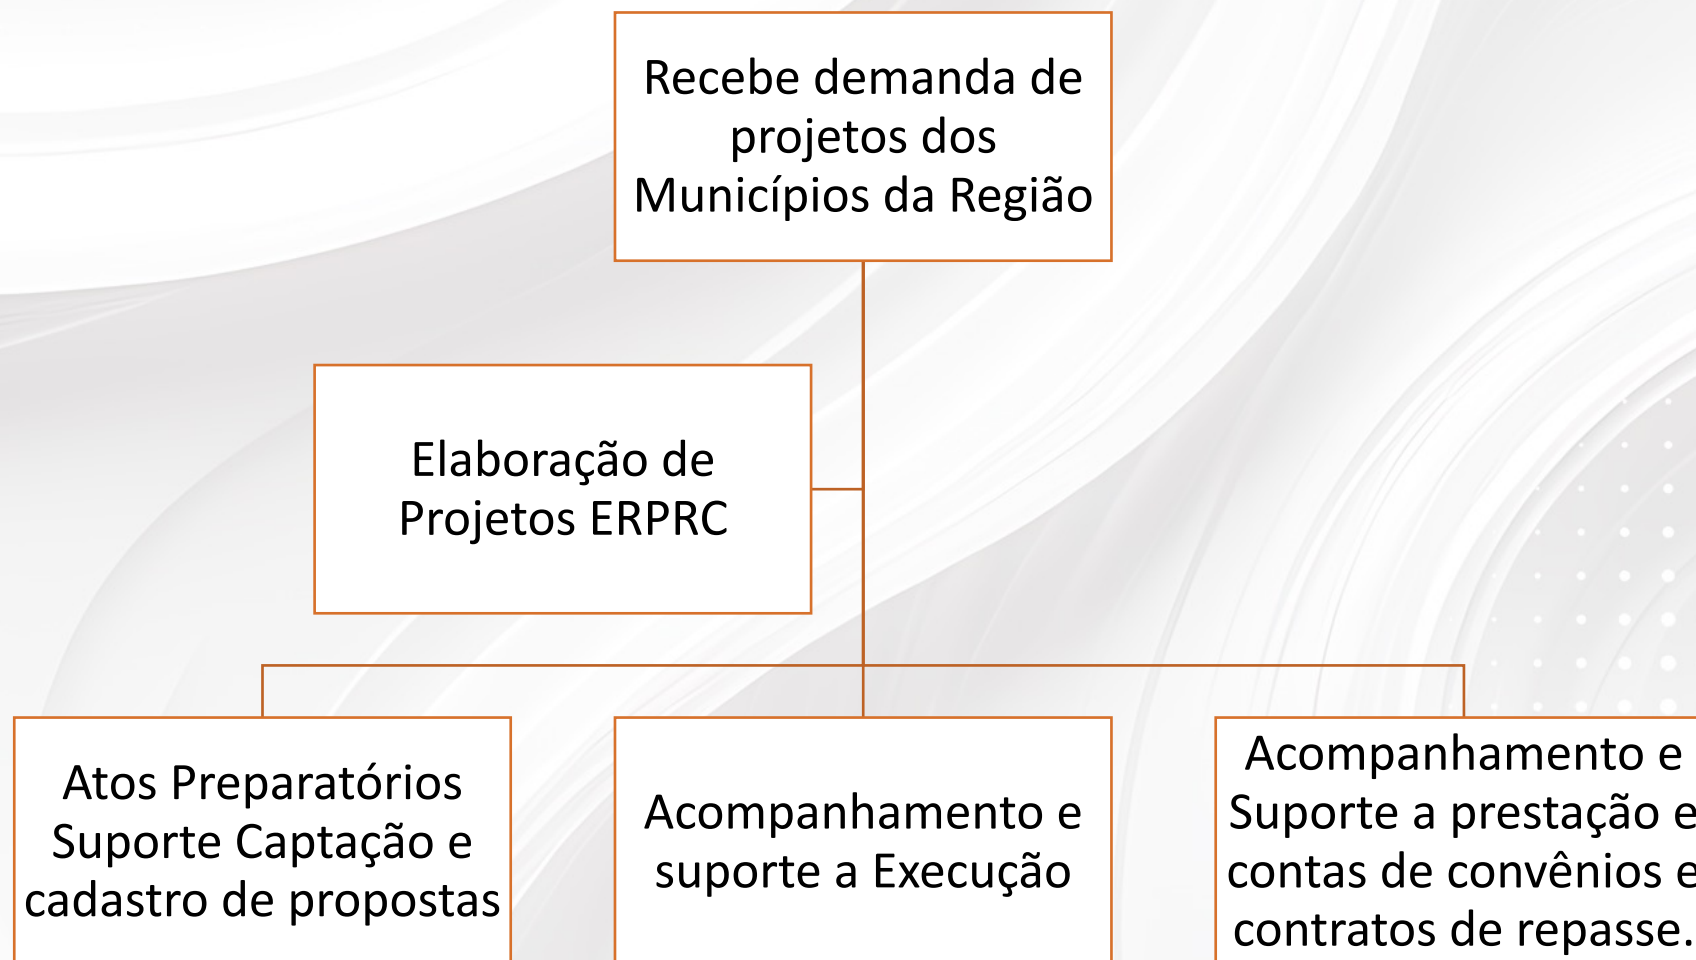 Recebe demanda de
projetos dos
Municípios da Região
Elaboração de
Projetos ERPRC
Atos Preparatórios
Suporte Captação e
cadastro de propostas
Acompanhamento e
suporte a Execução
Acompanhamento e
Suporte a prestação e
contas de convênios e
contratos de repasse.